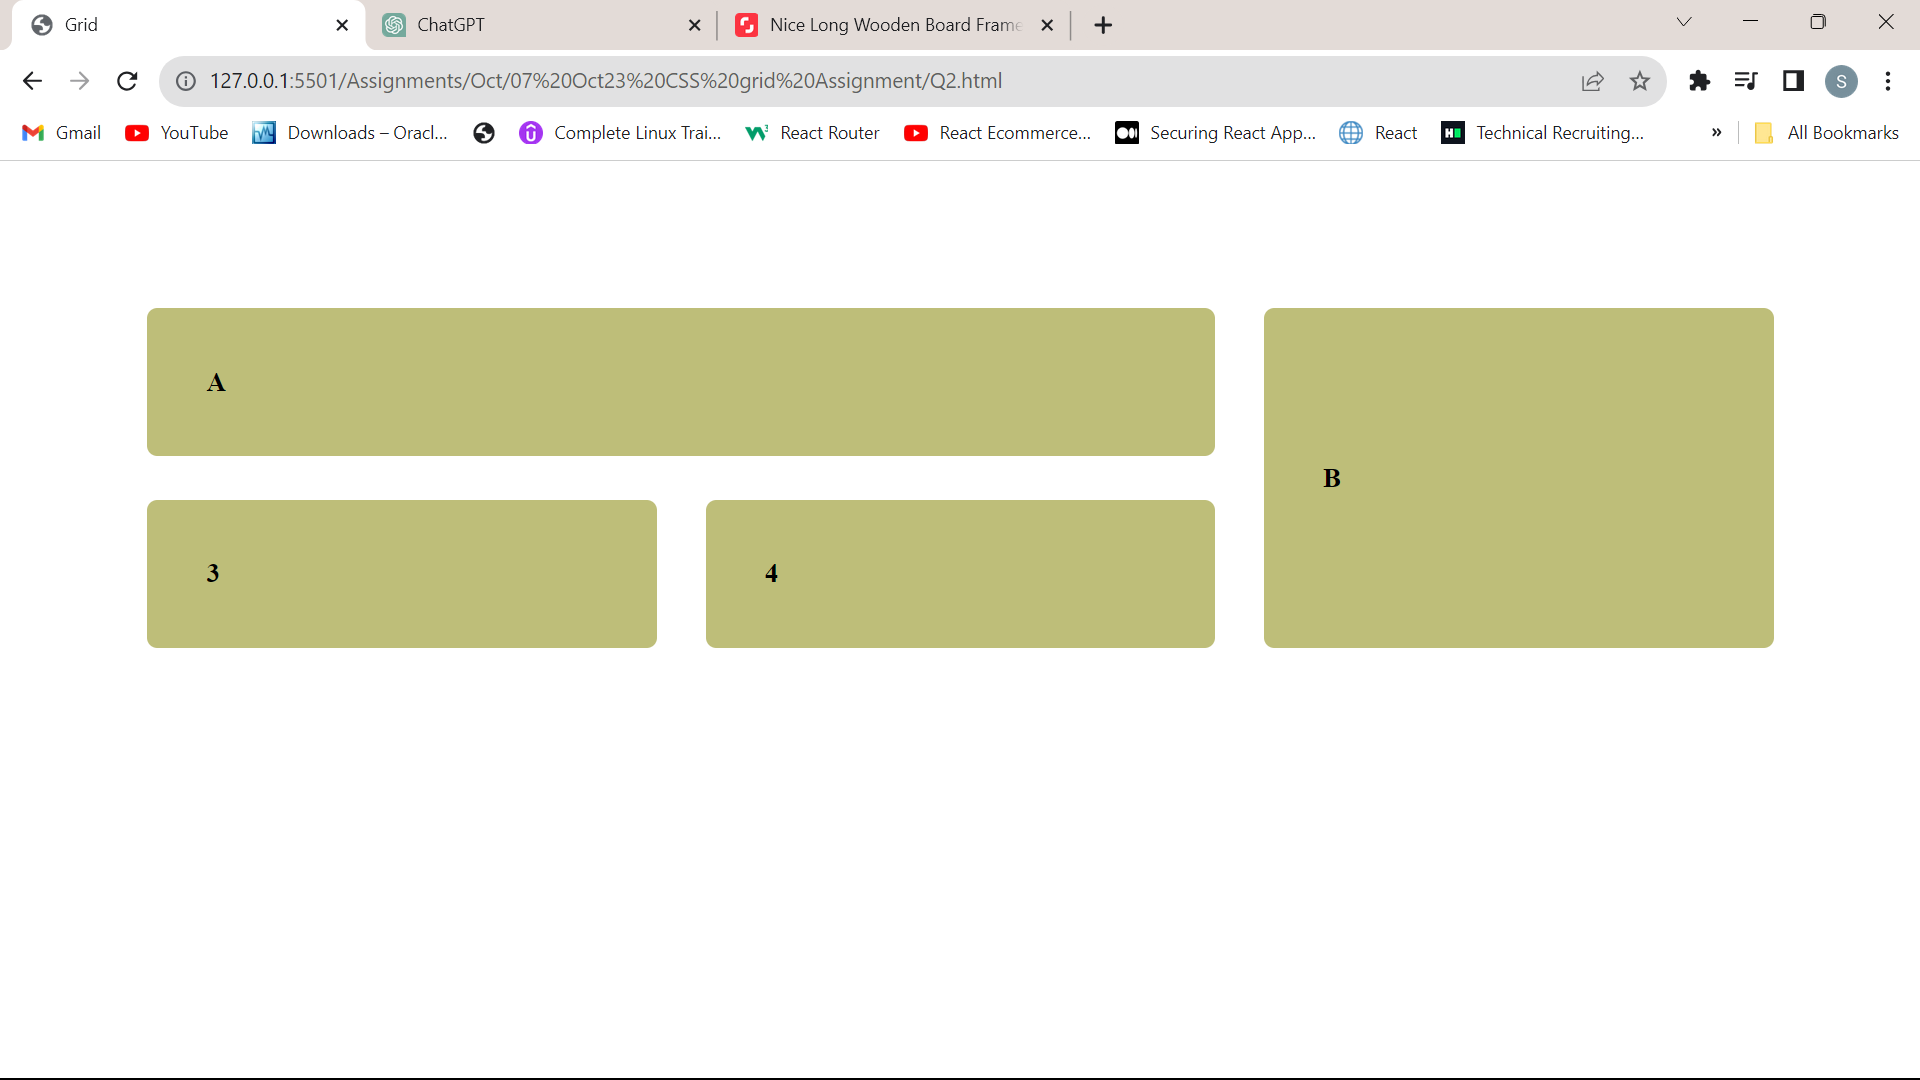 Grid
ChatGPT
Nice Long Wooden Board Frame
127.0.0.1:5501/Assignments/Oct/07%20Oct23%20CSS%20grid%20Assignment/Q2.html
S
Gmail
YouTube
Downloads – Oracl...
Complete Linux Trai...
React Router
React Ecommerce...
Securing React App...
React
Technical Recruiting...
»
All Bookmarks
A
B
3
4